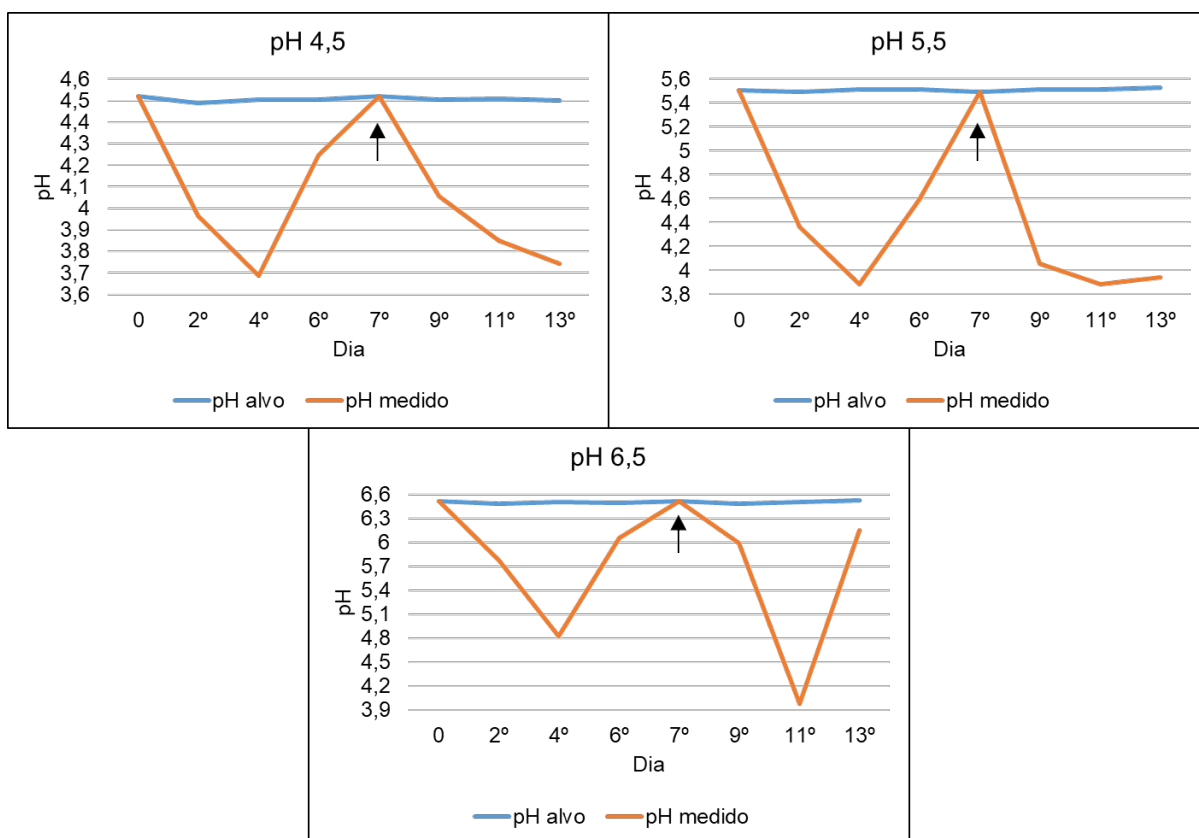 pH 4,5
4,6
4,5
4,4
4,3
4,2
4,1
4
3,9
3,8
3,7
3,6
pH
0 2º 4º 6º 7º 9º 11º 13º
Dia
pH alvo pH medido
pH 5,5
5,6
5,4
5,2
5
4,8
4,6
4,4
4,2
4
3,8
pH
0 2º 4º 6º 7º 9º 11º 13º
Dia
pH alvo pH medido
pH 6,5
6,6
6,3
6
5,7
5,4
5,1
4,8
4,5
4,2
3,9
pH
0 2º 4º 6º 7º 9º 11º 13º
Dia
pH alvo pH medido